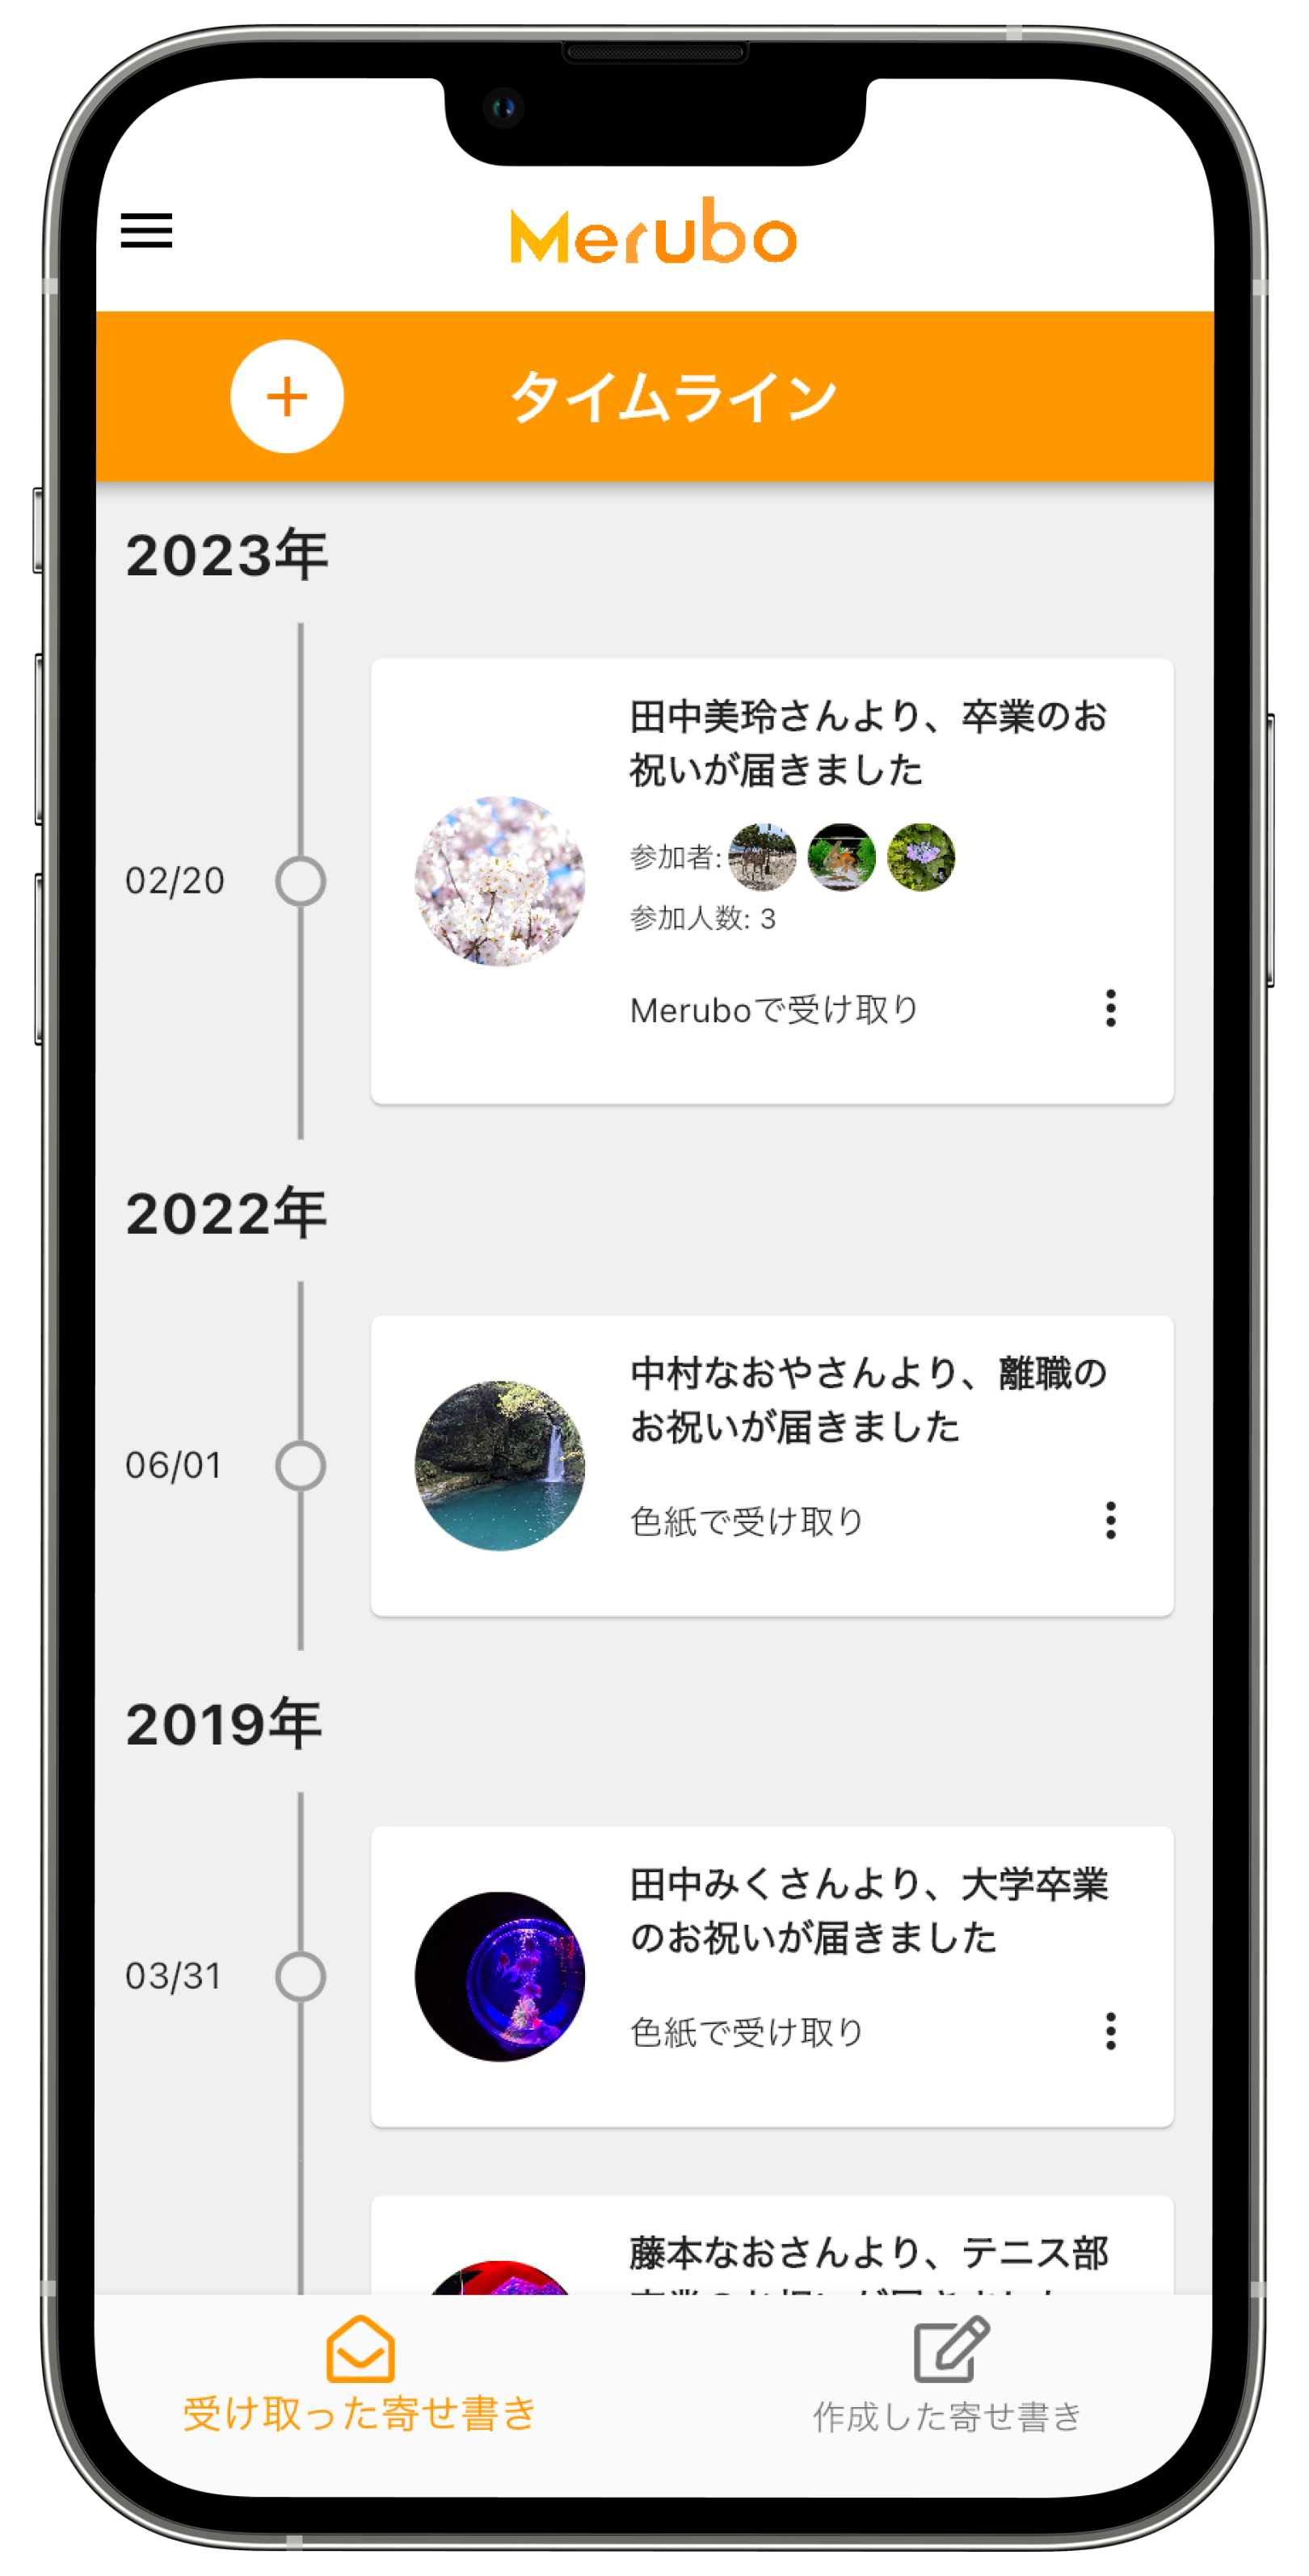 Merubo
タイムライン
2023年
02/20
田中美玲さんより、卒業のお
祝いが届きました
参加者:
参加人数: 3
Meruboで受け取り
2022年
06/01
中村なおやさんより、離職の
お祝いが届きました
色紙で受け取り
2019年
03/31
田中みくさんより、大学卒業
のお祝いが届きました
色紙で受け取り
藤本なおさんより、テニス部
受け取った寄せ書き
作成した寄せ書き